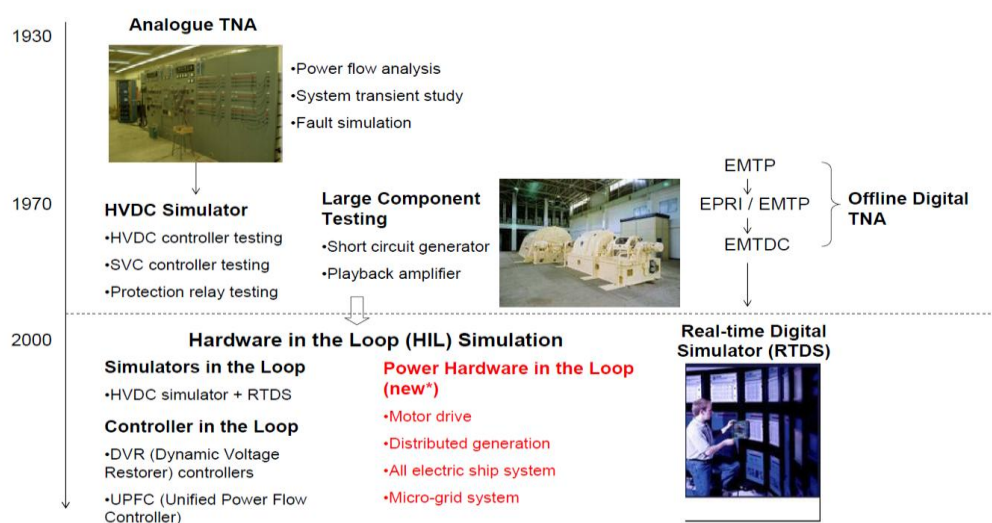 1930
Analogue TNA
•Power flow analysis
•System transient study
•Fault simulation
1970
HVDC Simulator
•HVDC controller testing
•SVC controller testing
•Protection relay testing
Large Component
Testing
•Short circuit generator
•Playback amplifier
EMTP
EPRI / EMTP
EMTDC
Offline Digital
TNA
2000
Hardware in the Loop (HIL) Simulation
Simulators in the Loop
•HVDC simulator + RTDS
Controller in the Loop
•DVR (Dynamic Voltage
Restorer) controllers
•UPFC (Unified Power Flow
Controller)
Power Hardware in the Loop
(new*)
•Motor drive
•Distributed generation
•All electric ship system
•Micro-grid system
Real-time Digital
Simulator (RTDS)